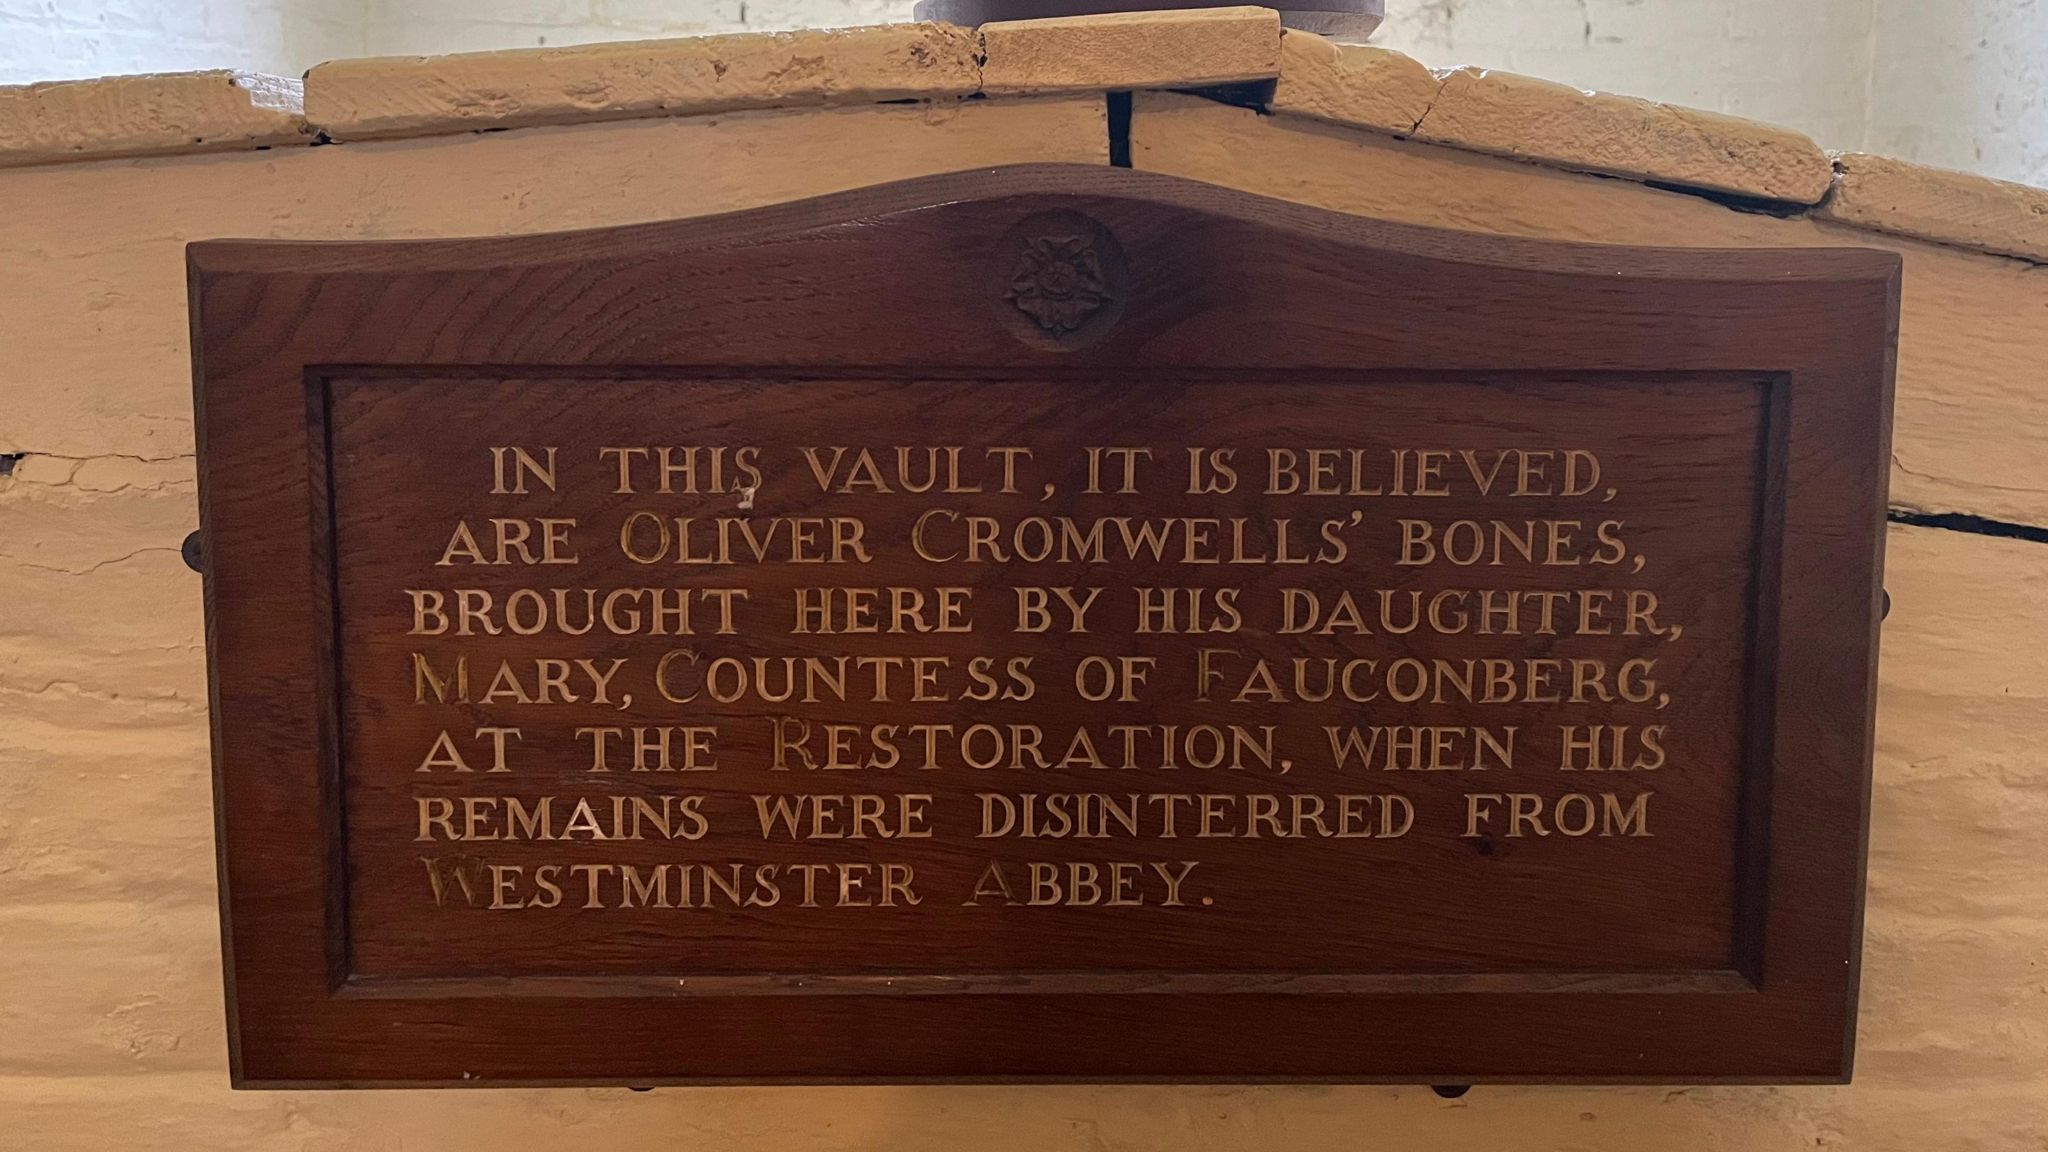 IN THIS VAULT, IT IS BELIEVED,
ARE OLIVER CROMWELLS' BONES,
BROUGHT HERE BY HIS DAUGHTER,
MARY, COUNTESS OF FAUCONBERG,
AT THE RESTORATION, WHEN HIS
REMAINS WERE DISINTERRED FROM
WESTMINSTER ABBEY.